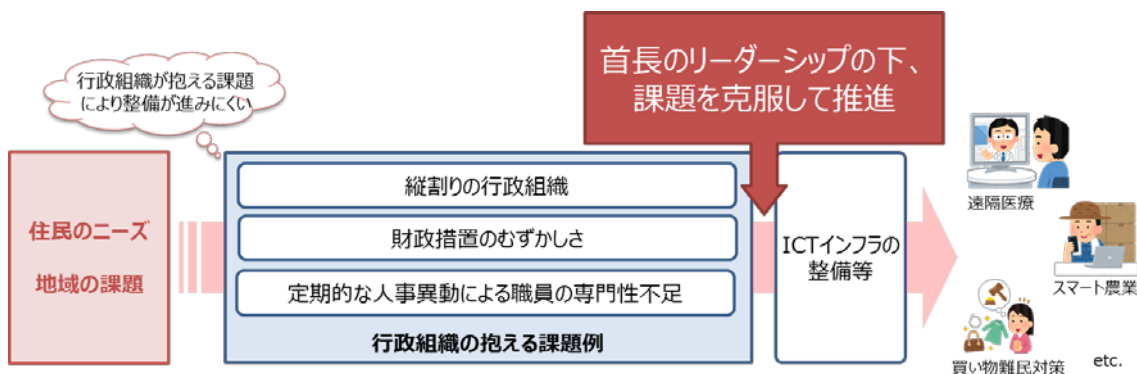 行政組織が抱える課題
により整備が進みにくい
首長のリーダーシップの下、
課題を克服して推進
住民のニーズ
地域の課題
縦割りの行政組織
財政措置のむずかしさ
定期的な人事異動による職員の専門性不足
行政組織の抱える課題例
ICTインフラの
整備等
遠隔医療
スマート農業
買い物難民対策
etc.